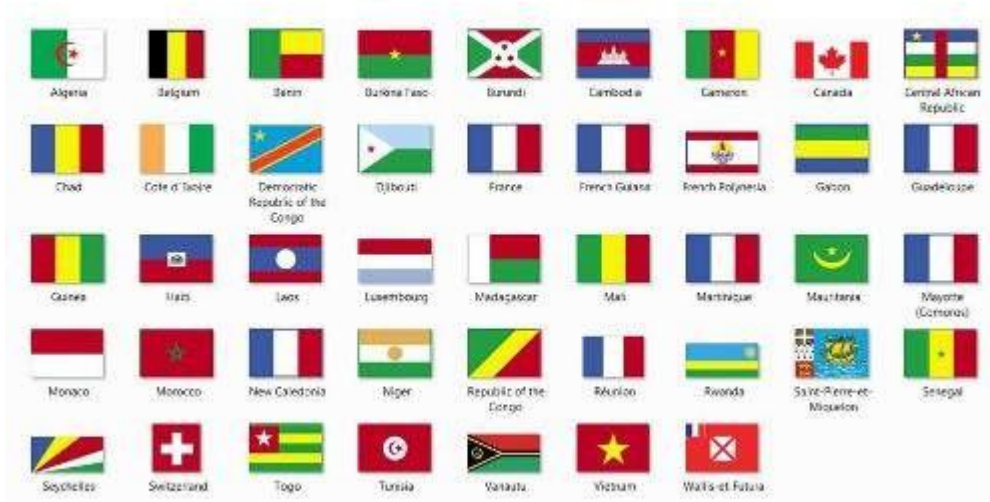 Algeria
Belgium
Benin
Burkina Faso
Burundi
Cambodia
Cameron
Canada
Central African
Republic
Chad
Cote d'Ivoire
Democratic
Republic of the
Congo
Djibouti
France
French Guiana
French Polynesia
Gabon
Guadeloupe
Guinea
Haiti
Laos
Luxembourg
Madagascar
Mali
Martinique
Mauritania
Mayotte
(Comoros)
Monaco
Morocco
New Caledonia
Niger
Republic of the
Congo
Réunion
Rwanda
Saint-Pierre-et-
Miquelon
Senegal
Seychelles
Switzerland
Togo
Tunisia
Vanautu
Vietnam
Wallis-et-Futura